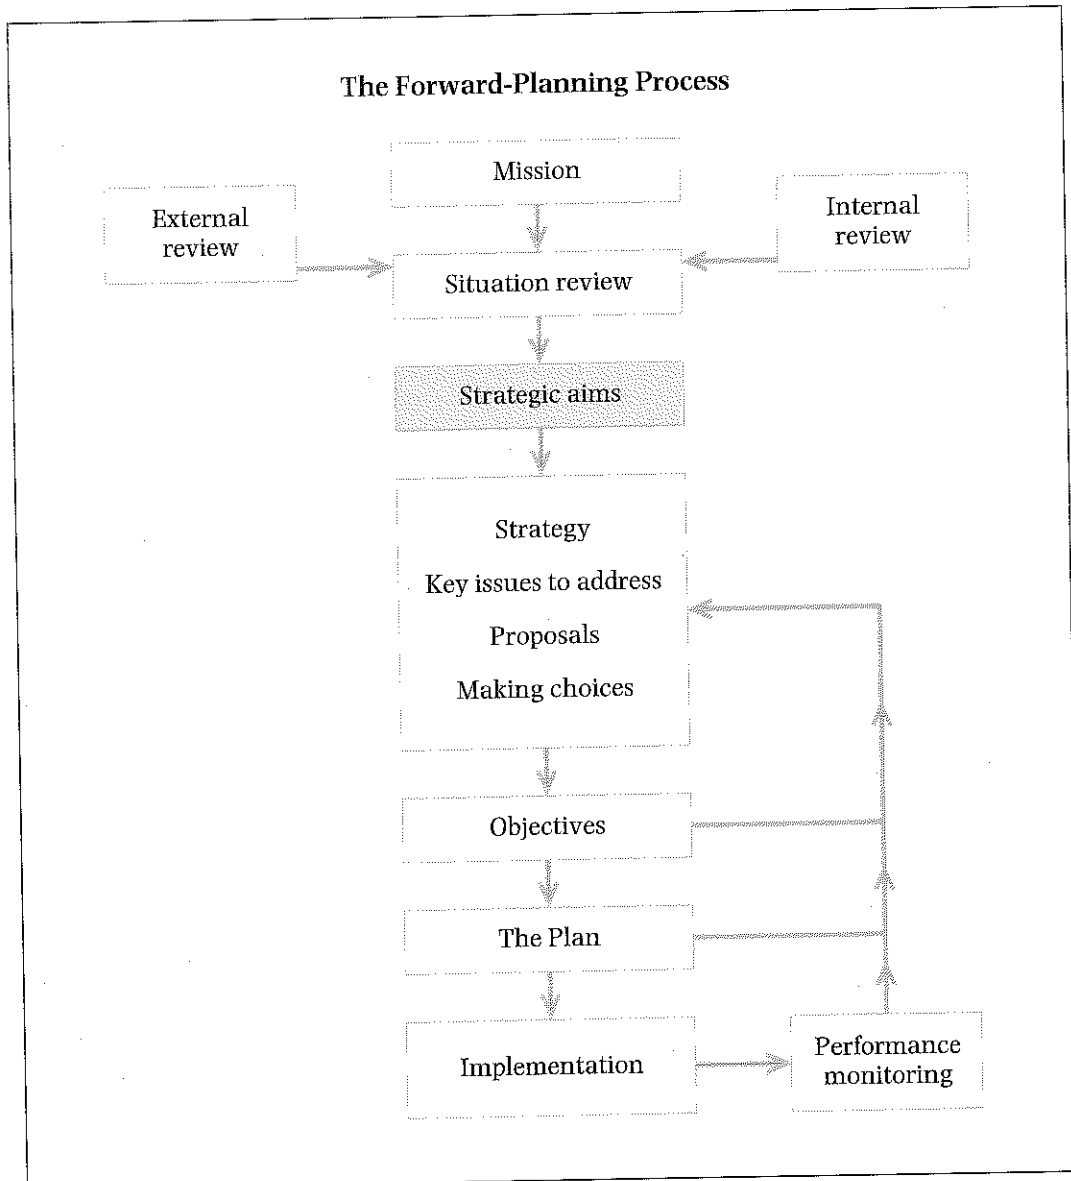 The Forward-Planning Process
Mission
External
review
Internal
review
Situation review
Strategic aims
Strategy
Key issues to address
Proposals
Making choices
Objectives
The Plan
Implementation
Performance
monitoring